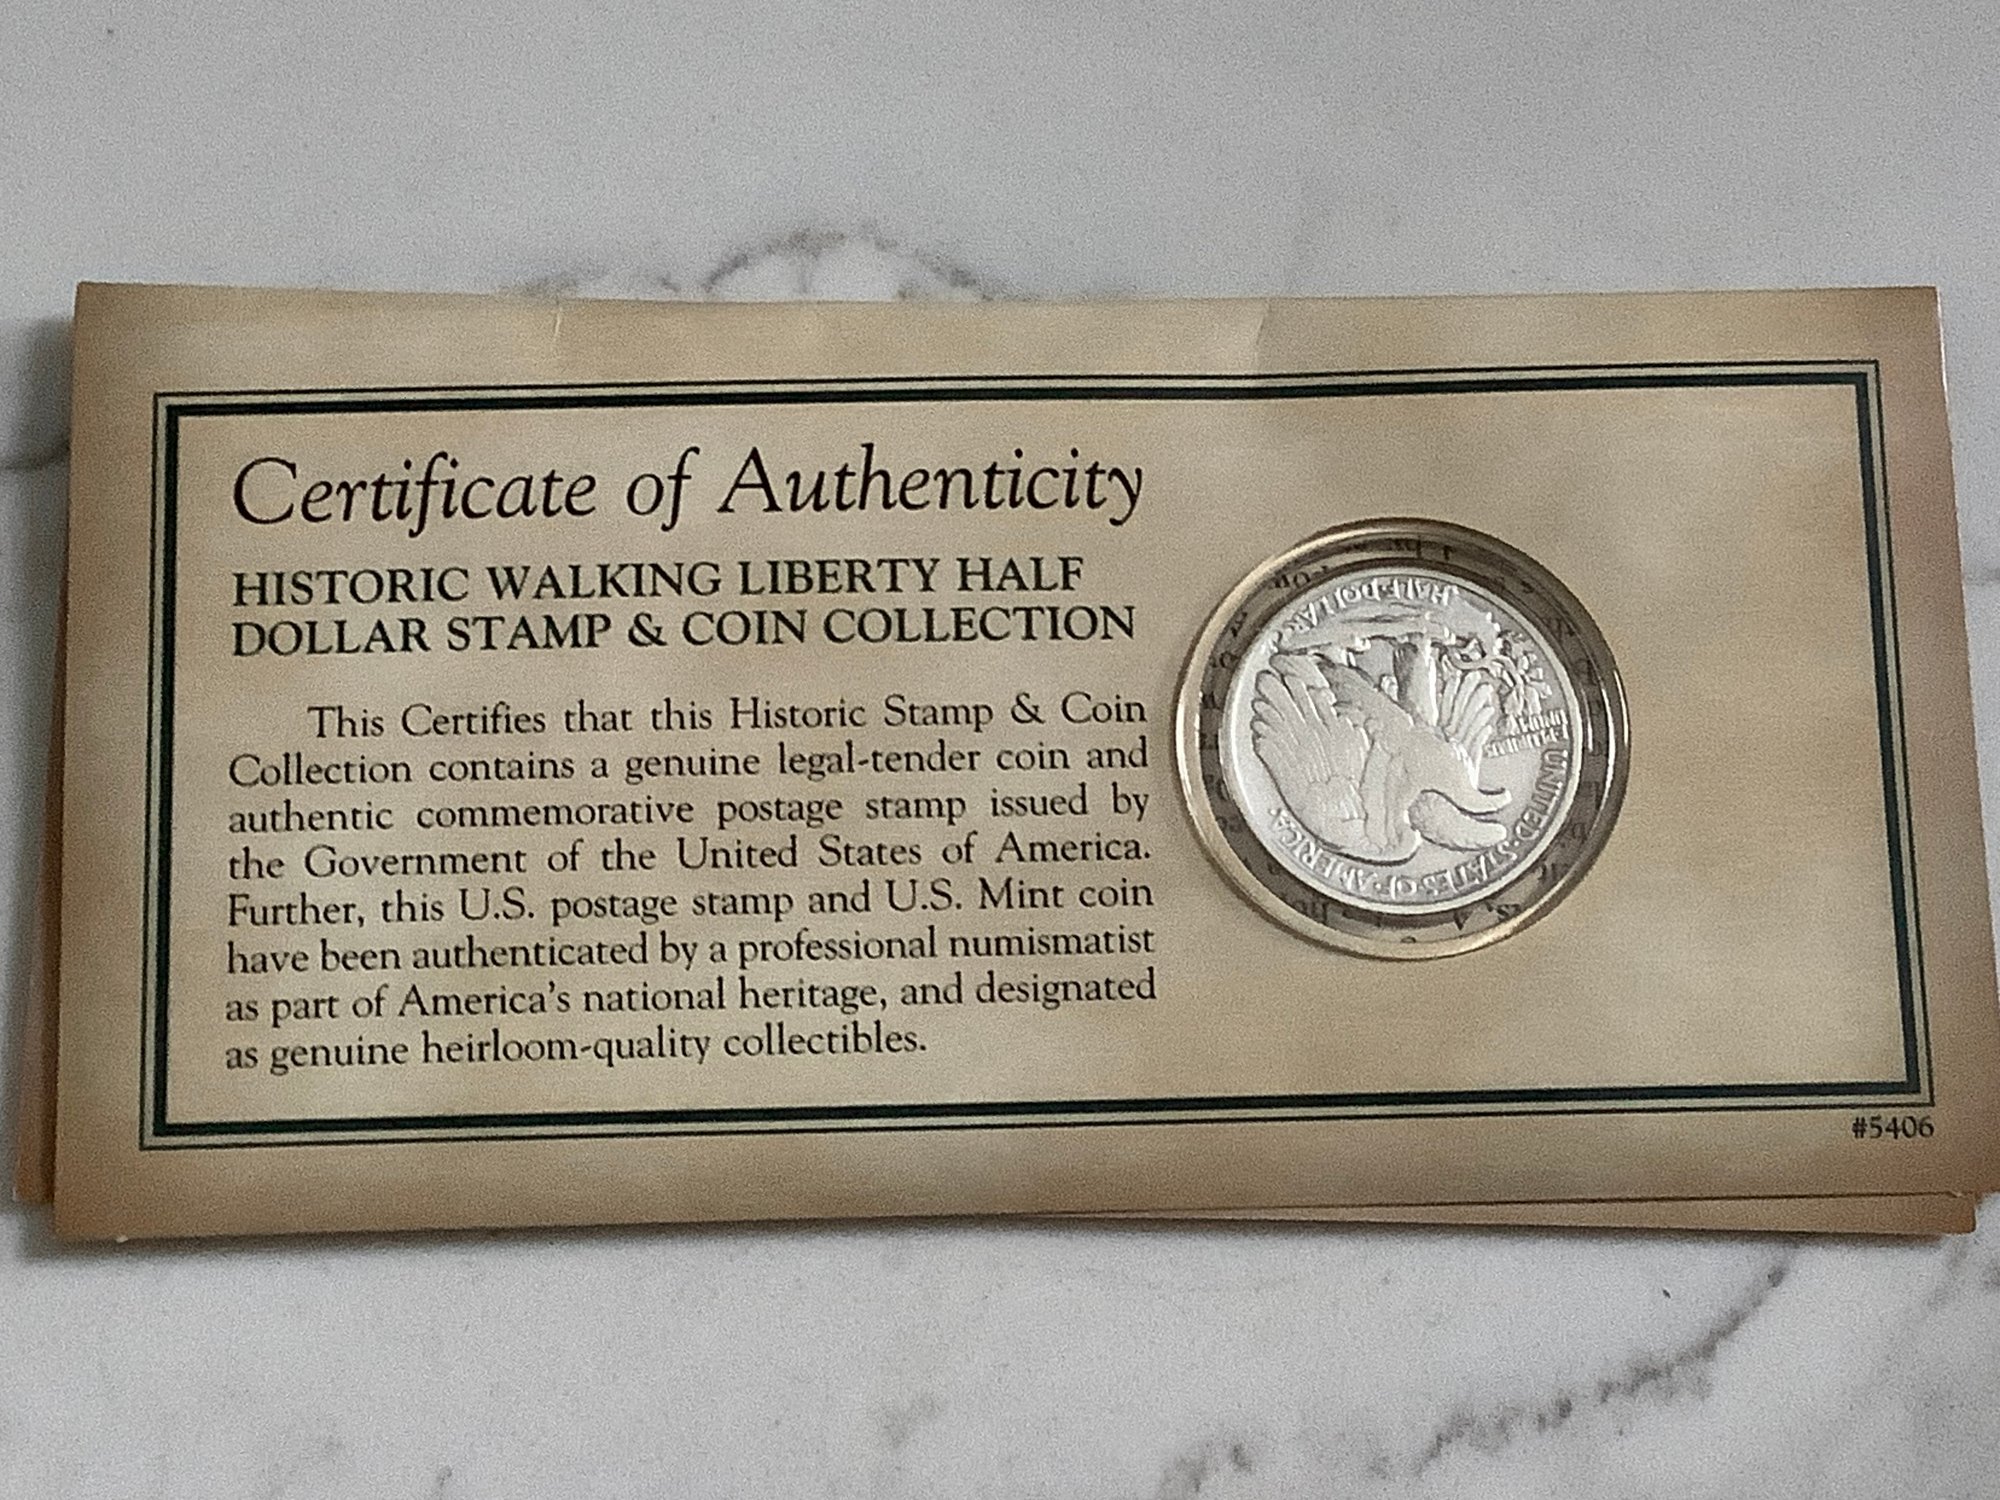 Certificate of Authenticity
HISTORIC WALKING LIBERTY HALF
DOLLAR STAMP & COIN COLLECTION
This Certifies that this Historic Stamp & Coin
Collection contains a genuine legal-tender coin and
authentic commemorative postage stamp issued by
the Government of the United States of America.
Further, this U.S. postage stamp and U.S. Mint coin
have been authenticated by a professional numismatist
as part of America's national heritage, and designated
as genuine heirloom-quality collectibles.
UNITED·STATES OF AMERICA
PLURIBUS
UNUM
HALF DOLLAR
#5406